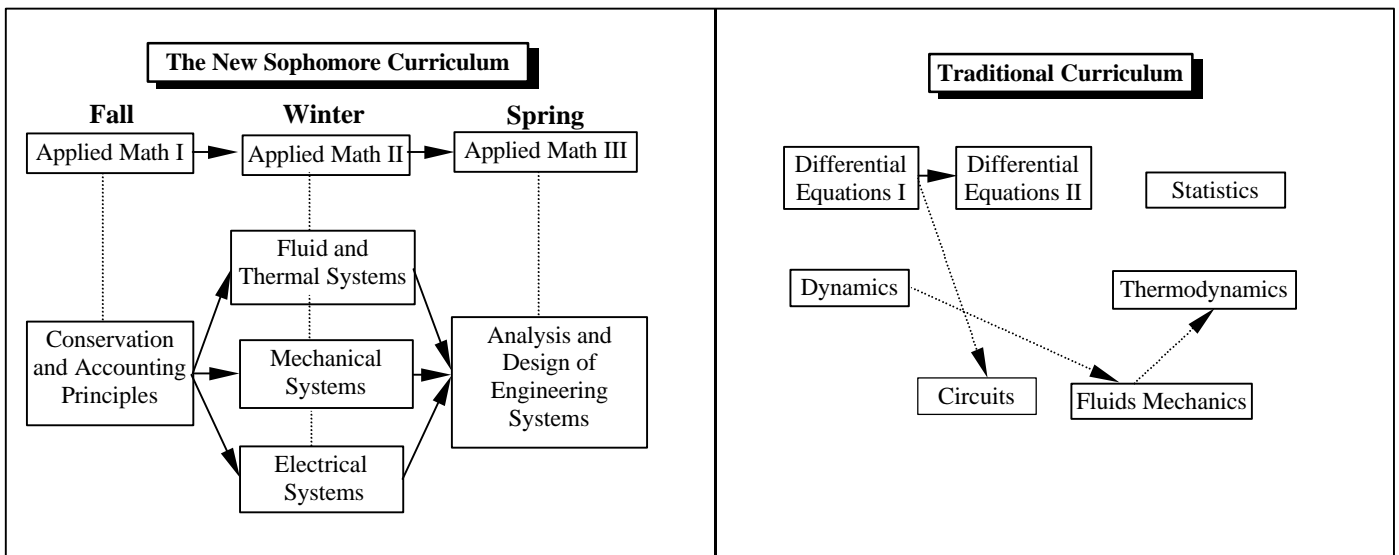 The New Sophomore Curriculum
Fall
Winter
Spring
Applied Math I
Applied Math II
Applied Math III
Fluid and
Thermal Systems
Conservation
and Accounting
Principles
Mechanical
Systems
Analysis and
Design of
Engineering
Systems
Electrical
Systems
Traditional Curriculum
Differential
Equations I
Differential
Equations II
Statistics
Dynamics
Thermodynamics
Circuits
Fluids Mechanics